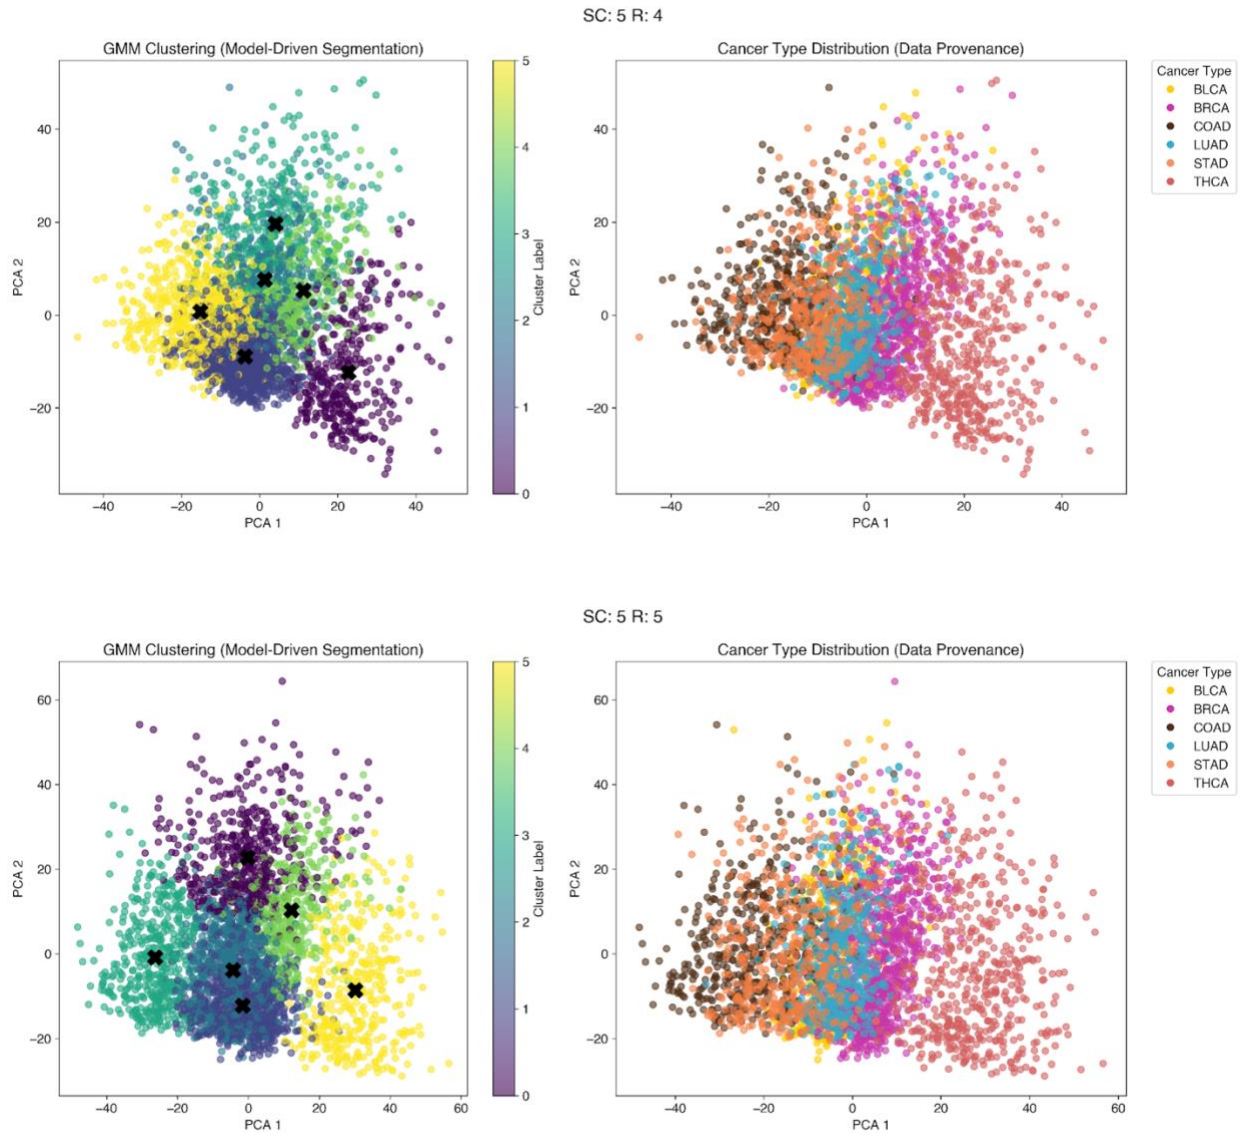 SC: 5 R: 4
GMM Clustering (Model-Driven Segmentation)
PCA 2
40
20
0
−20
−40
−20
0
20
40
PCA 1
5
4
3
2
1
0
Cluster Label
Cancer Type Distribution (Data Provenance)
PCA 2
40
20
0
−20
−40
−20
0
20
40
PCA 1
Cancer Type
BLCA
BRCA
COAD
LUAD
STAD
THCA
SC: 5 R: 5
GMM Clustering (Model-Driven Segmentation)
PCA 2
60
40
20
0
−20
−40
−20
0
20
40
60
PCA 1
5
4
3
2
1
0
Cluster Label
Cancer Type Distribution (Data Provenance)
PCA 2
60
40
20
0
−20
−40
−20
0
20
40
60
PCA 1
Cancer Type
BLCA
BRCA
COAD
LUAD
STAD
THCA